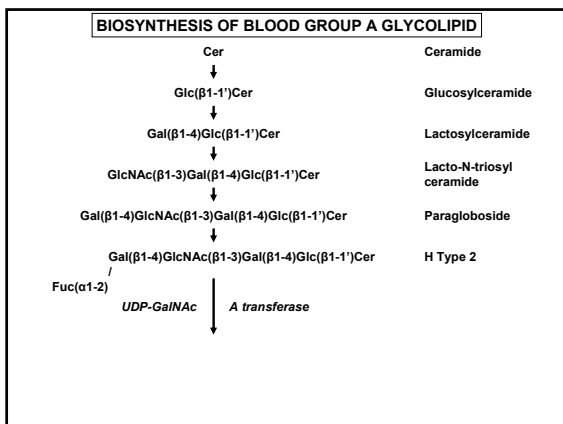 BIOSYNTHESIS OF BLOOD GROUP A GLYCOLIPID
Cer Ceramide
Glc(β1-1’)Cer Glucosylceramide
Gal(β1-4)Glc(β1-1’)Cer Lactosylceramide
GlcNAc(β1-3)Gal(β1-4)Glc(β1-1’)Cer Lacto-N-triosyl
ceramide
Gal(β1-4)GlcNAc(β1-3)Gal(β1-4)Glc(β1-1’)Cer Paragloboside
Gal(β1-4)GlcNAc(β1-3)Gal(β1-4)Glc(β1-1’)Cer H Type 2
/
Fuc(α1-2)
UDP-GalNAc A transferase